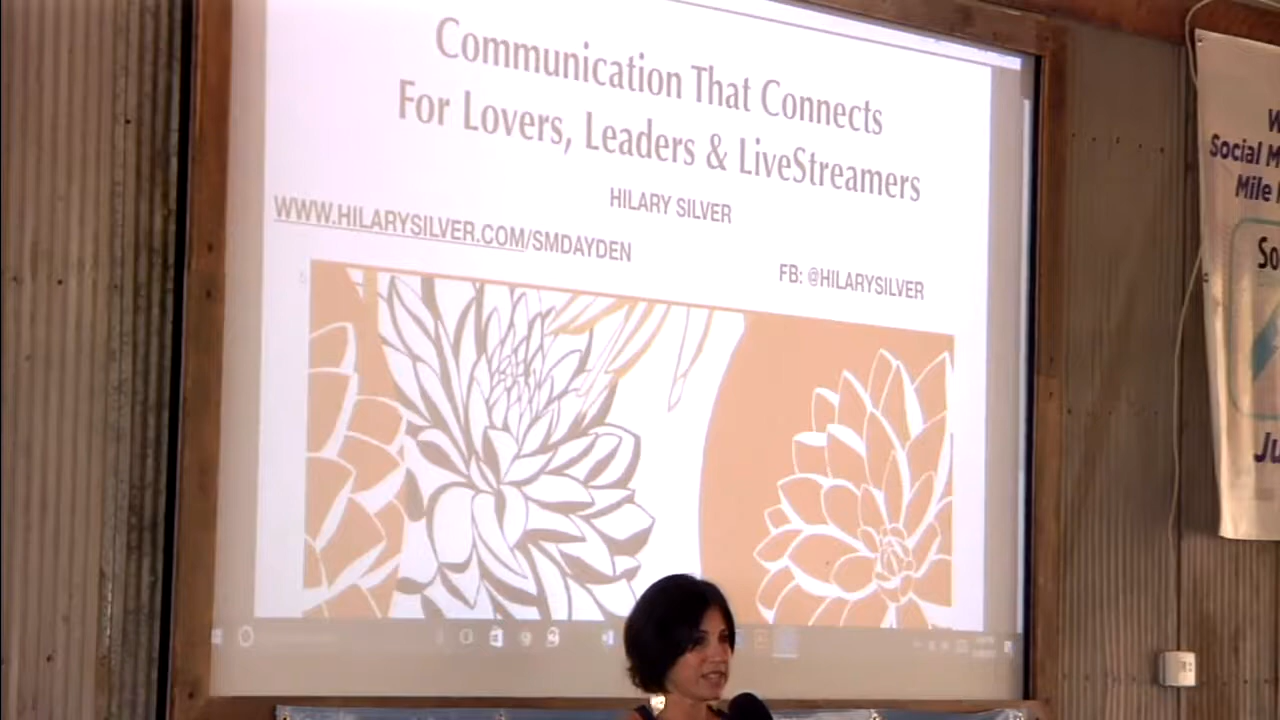 Communication That Connects
For Lovers, Leaders & LiveStreamers
HILARY SILVER
WWW.HILARYSILVER.COM/SMDAYDEN
FB: @HILARYSILVER
Social
Mile